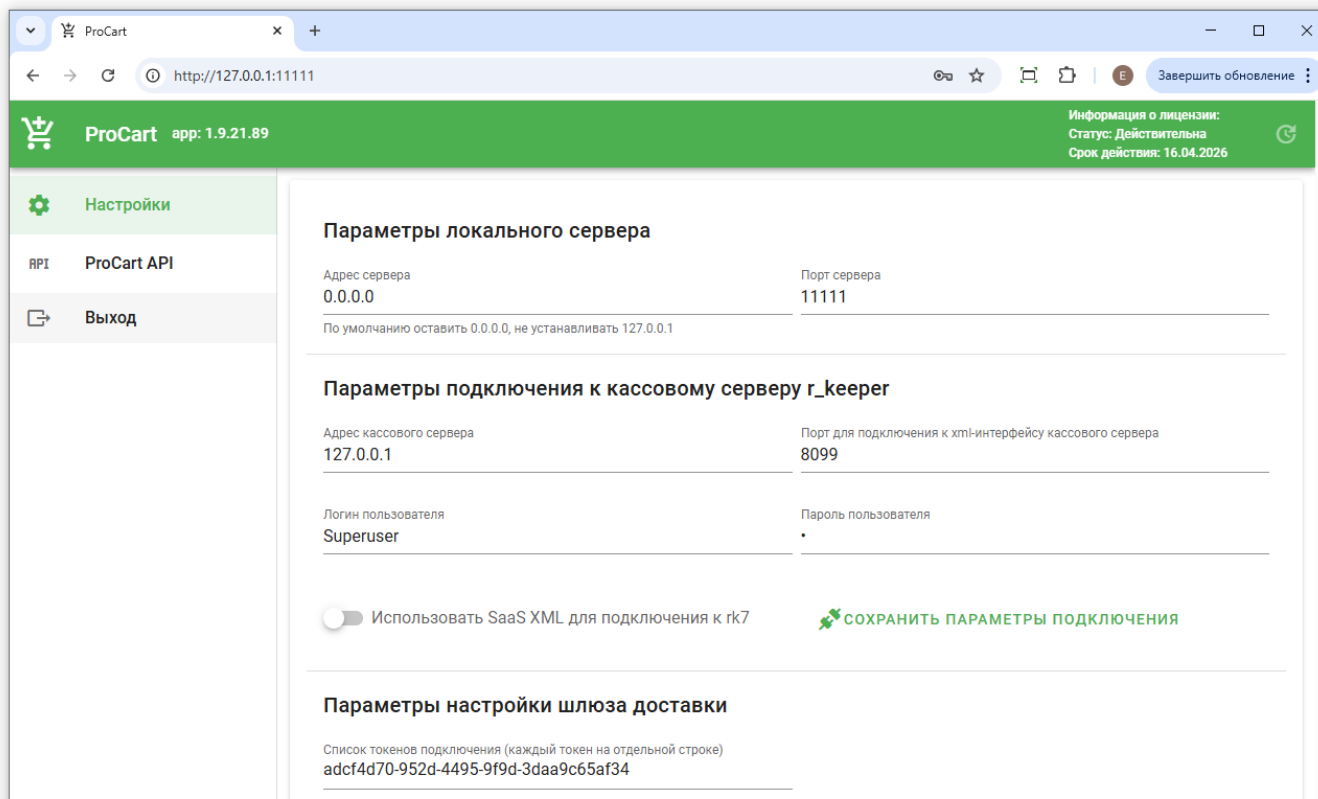 ProCart
http://127.0.0.1:11111
E
Завершить обновление
ProCart app: 1.9.21.89
Информация о лицензии:
Статус: Действительна
Срок действия: 16.04.2026
Настройки
API
ProCart API
Выход
Параметры локального сервера
Адрес сервера
0.0.0.0
Порт сервера
11111
По умолчанию оставить 0.0.0.0, не устанавливать 127.0.0.1
Параметры подключения к кассовому серверу r_keeper
Адрес кассового сервера
127.0.0.1
Порт для подключения к xml-интерфейсу кассового сервера
8099
Логин пользователя
Superuser
Пароль пользователя
•
Использовать SaaS XML для подключения к rk7
СОХРАНИТЬ ПАРАМЕТРЫ ПОДКЛЮЧЕНИЯ
Параметры настройки шлюза доставки
Список токенов подключения (каждый токен на отдельной строке)
adcf4d70-952d-4495-9f9d-3daa9c65af34